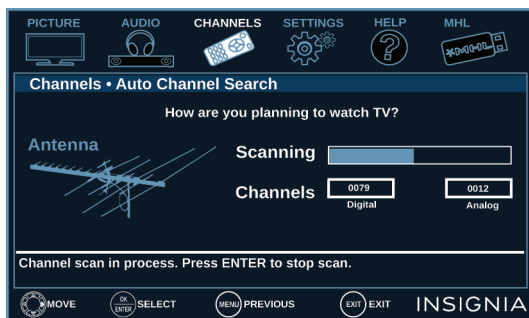 PICTURE AUDIO CHANNELS SETTINGS HELP MHL
MHL
Channels • Auto Channel Search
How are you planning to watch TV?
Antenna
Scanning
Channels 0079 0012
Digital Analog
Channel scan in process. Press ENTER to stop scan.
MOVE OK ENTER SELECT MENU PREVIOUS EXIT EXIT INSIGNIA